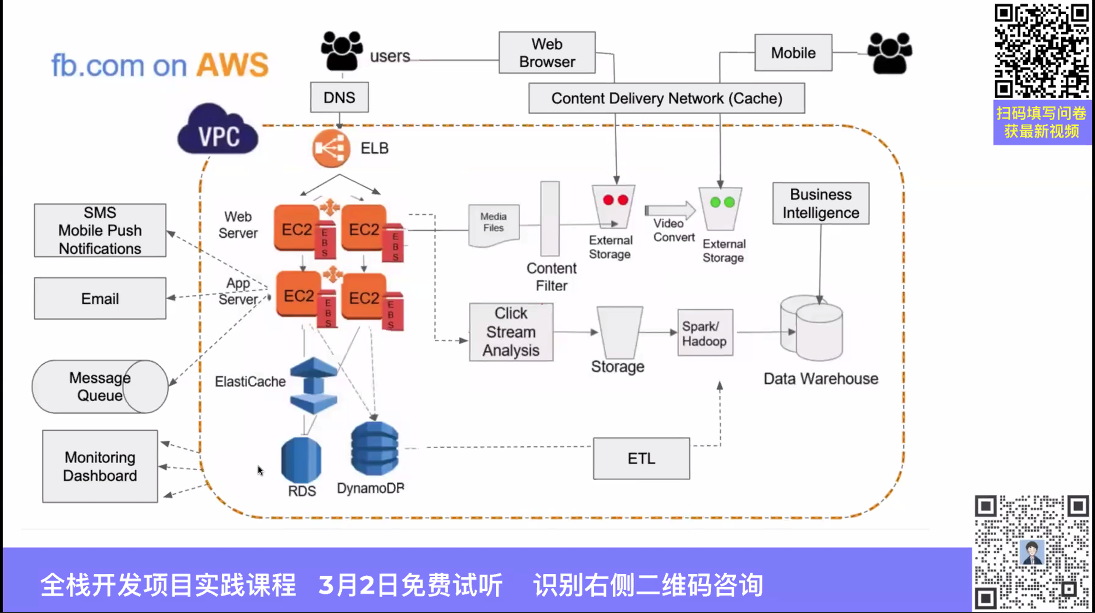 fb.com on AWS
users
Web
Browser
Mobile
扫码填写问卷
获最新视频
DNS
Content Delivery Network (Cache)
VPC
ELB
Web
Server
EC2
EBS
EC2
EBS
Media
Files
Content
Filter
External
Storage
Video
Convert
External
Storage
Business
Intelligence
SMS
Mobile Push
Notifications
App
Server
EC2
EBS
EC2
EBS
Email
Click
Stream
Analysis
Storage
Spark/
Hadoop
Data Warehouse
Message
Queue
ElastiCache
Monitoring
Dashboard
RDS
DynamoDB
ETL
全栈开发项目实践课程 3月2日免费试听 识别右侧二维码咨询